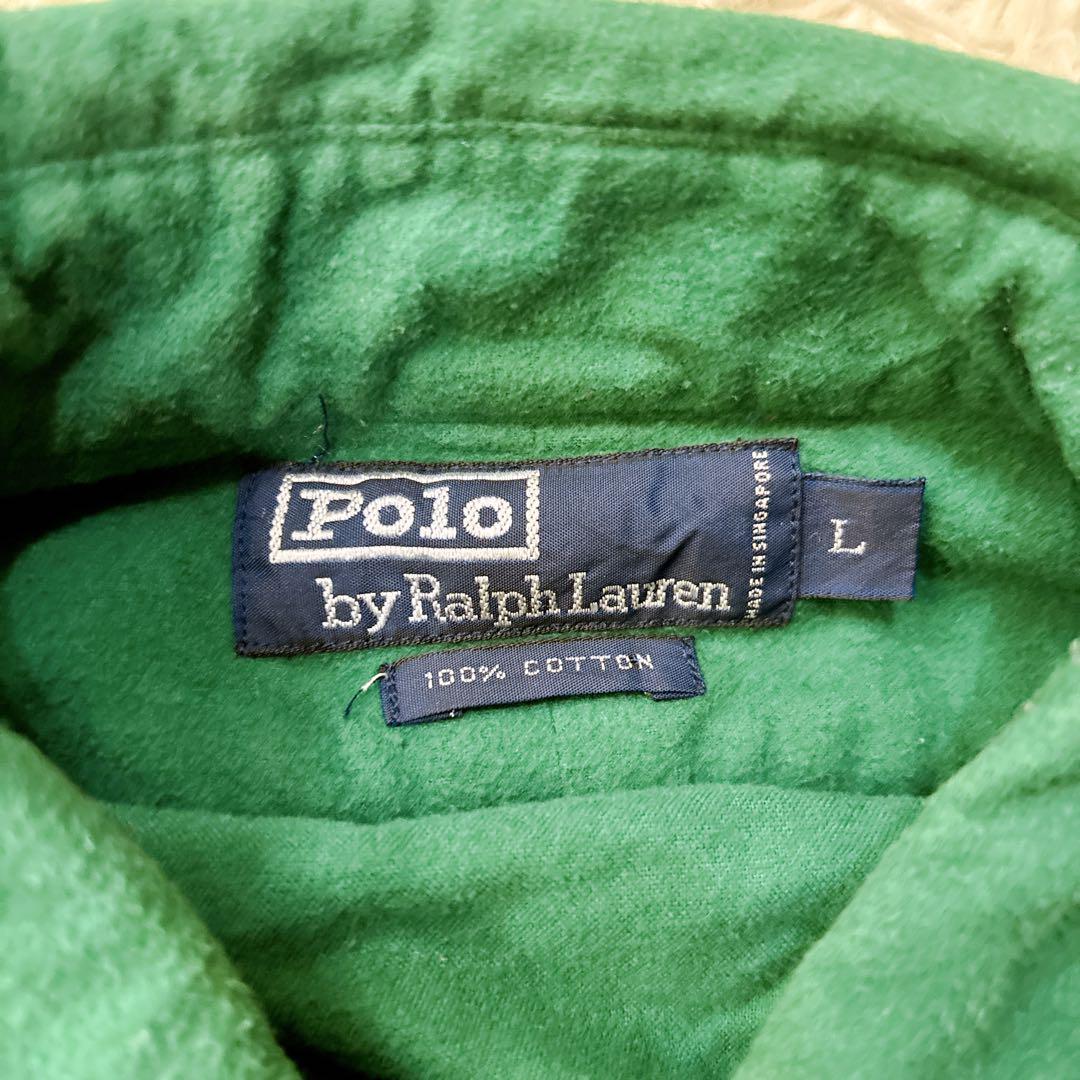 Polo
by Ralph Lauren
MADE IN SINGAPORE
L
100% COTTON